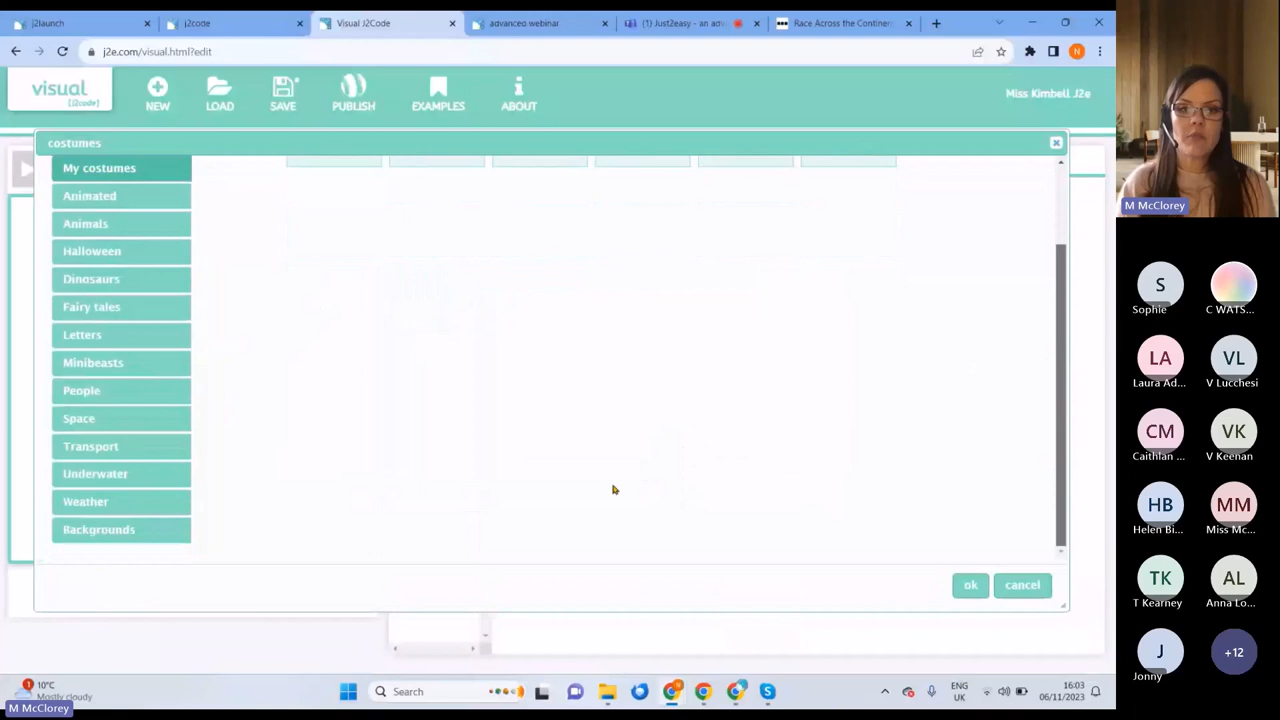 j2launch
j2code
Visual J2Code
advanced webinar
(1) Just2easy - an adv
Race Across the Continen
j2e.com/visual.html?edit
N
visual
[j2code]
NEW
LOAD
SAVE
PUBLISH
EXAMPLES
ABOUT
Miss Kimbell J2e
costumes
My costumes
Animated
Animals
Halloween
Dinosaurs
Fairy tales
Letters
Minibeasts
People
Space
Transport
Underwater
Weather
Backgrounds
ok
cancel
M McClorey
S
Sophie
C WATS...
LA
Laura Ad...
VL
V Lucchesi
CM
Caithlan ...
VK
V Keenan
HB
Helen Bi...
MM
Miss Mc...
TK
T Kearney
AL
Anna Lo...
J
Jonny
+12
1
10°C
Mostly cloudy
Search
ENG
UK
16:03
06/11/2023
M McClorey